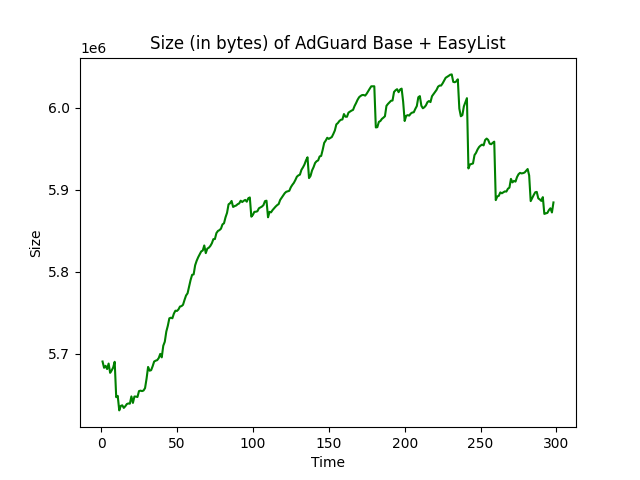 Size (in bytes) of AdGuard Base + EasyList
1e6
6.0
5.9
5.8
5.7
Size
0 50 100 150 200 250 300
Time